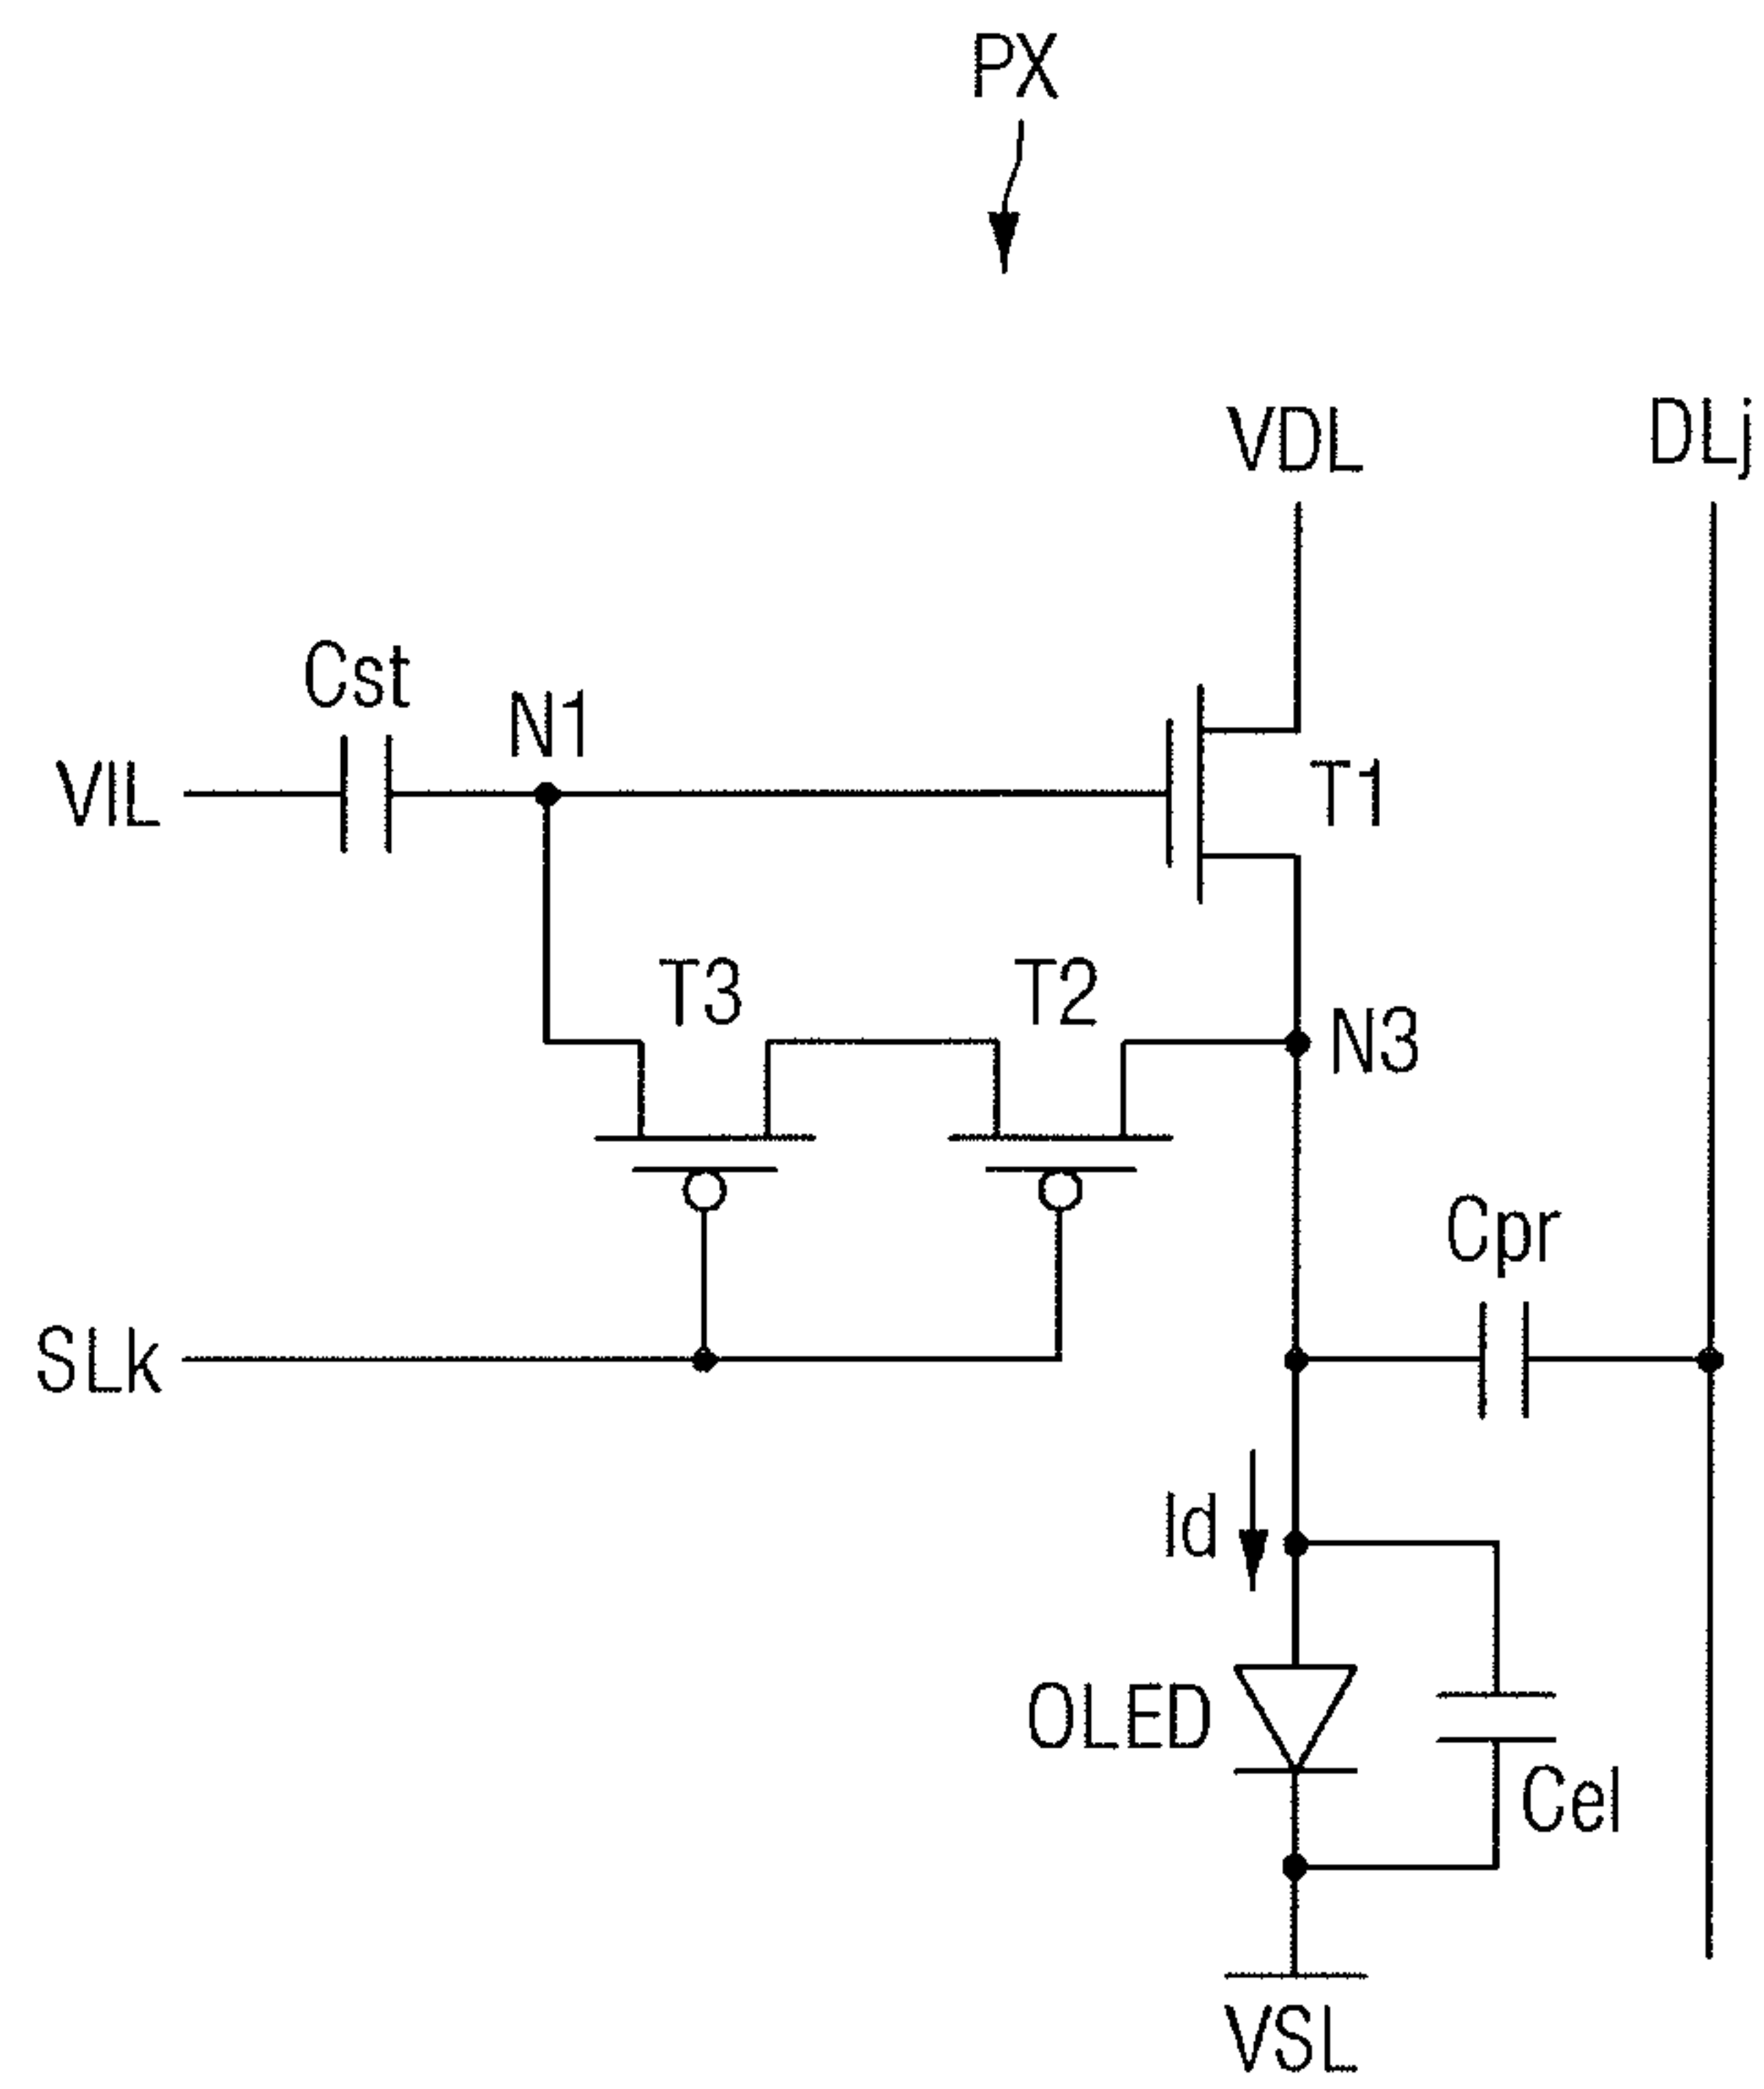 PX
VDL
DLj
Cst
N1
VIL
T1
T3
T2
N3
Cpr
SLk
Id
OLED
Cel
VSL